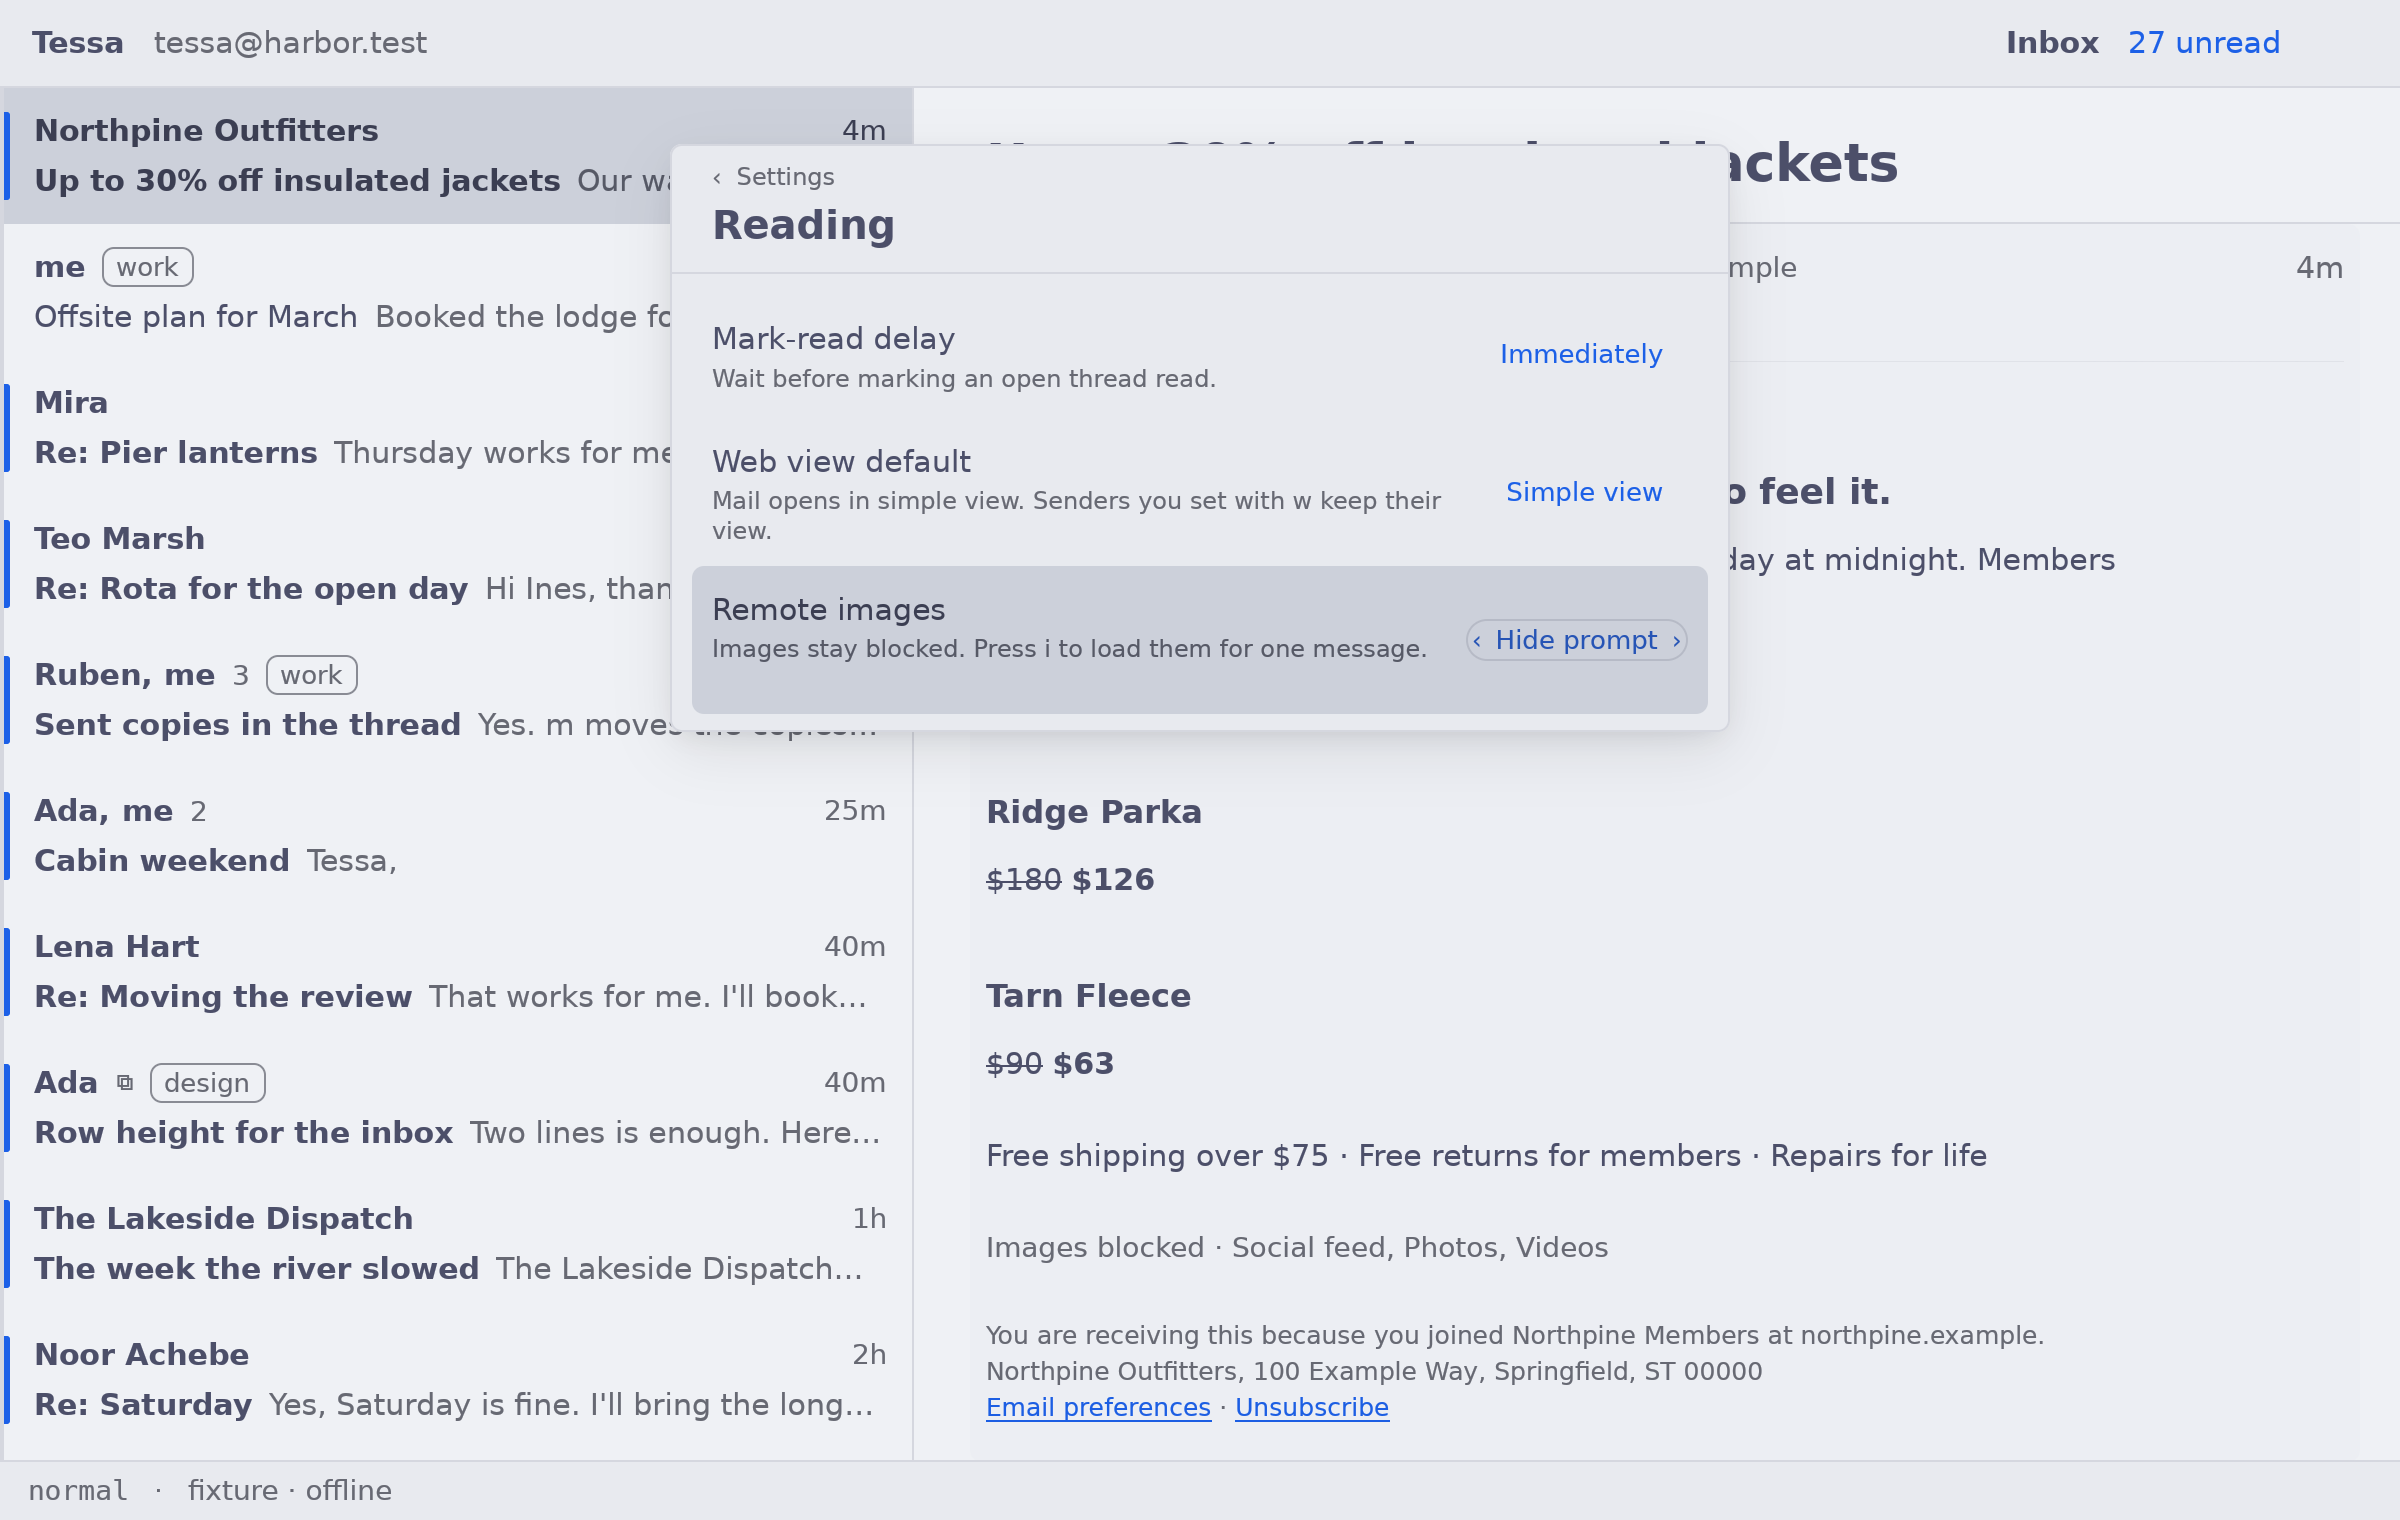 Tessa tessa@harbor.test
Inbox 27 unread
Northpine Outfitters 4m
Up to 30% off insulated jackets Our
me work
Offsite plan for March Booked the lodge
Mira
Re: Pier lanterns Thursday works for me
Teo Marsh
Re: Rota for the open day Hi Ines,
Ruben, me 3 work
Sent copies in the thread Yes. m moves the copies…
Ada, me 2 25m
Cabin weekend Tessa,
Lena Hart 40m
Re: Moving the review That works for me. I'll book…
Ada ⧉ design 40m
Row height for the inbox Two lines is enough. Here…
The Lakeside Dispatch 1h
The week the river slowed The Lakeside Dispatch…
Noor Achebe 2h
Re: Saturday Yes, Saturday is fine. I'll bring the long…
‹ Settings
Reading
Mark-read delay
Wait before marking an open thread read.
Immediately
Web view default
Mail opens in simple view. Senders you set with w keep their
view.
Simple view
Remote images
Images stay blocked. Press i to load them for one message.
‹ Hide prompt ›
jackets
4m
feel it.
at midnight. Members
Ridge Parka
$180 $126
Tarn Fleece
$90 $63
Free shipping over $75 · Free returns for members · Repairs for life
Images blocked · Social feed, Photos, Videos
You are receiving this because you joined Northpine Members at northpine.example.
Northpine Outfitters, 100 Example Way, Springfield, ST 00000
Email preferences · Unsubscribe
normal · fixture · offline